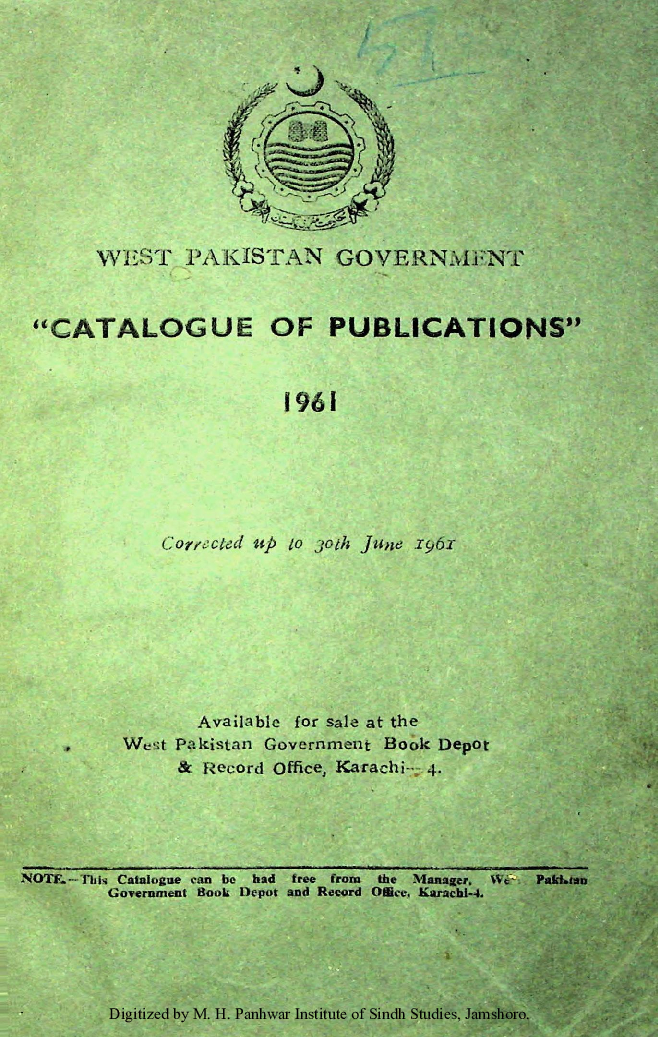 WEST PAKISTAN GOVERNMENT
“CATALOGUE OF PUBLICATIONS”
1961
Corrected up to 30th June 1961
Available for sale at the
West Pakistan Government Book Depot
& Record Office, Karachi—4.
NOTE.—This Catalogue can be had free from the Manager, West Pakistan
Government Book Depot and Record Office, Karachi-4.
Digitized by M. H. Panhwar Institute of Sindh Studies, Jamshoro.